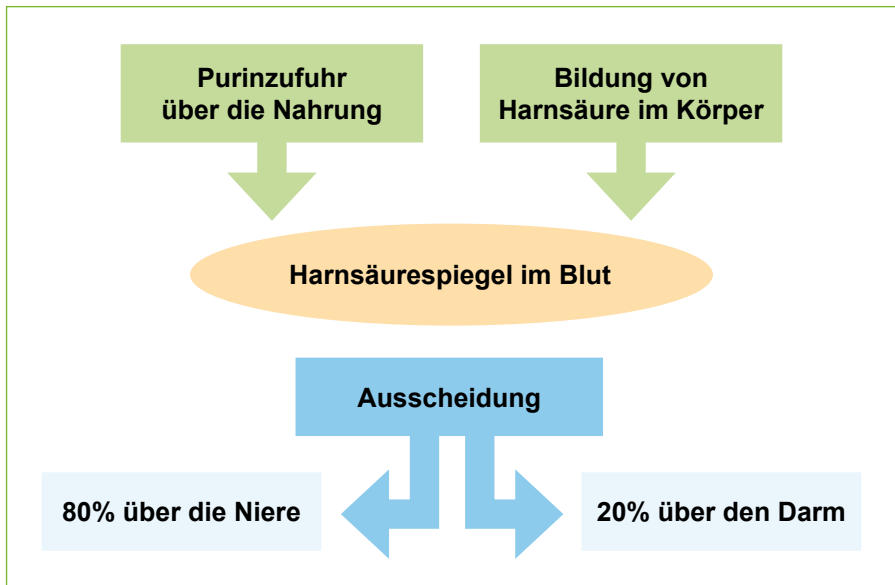 Purinzufuhr
über die Nahrung
Bildung von
Harnsäure im Körper
Harnsäurespiegel im Blut
Ausscheidung
80% über die Niere
20% über den Darm